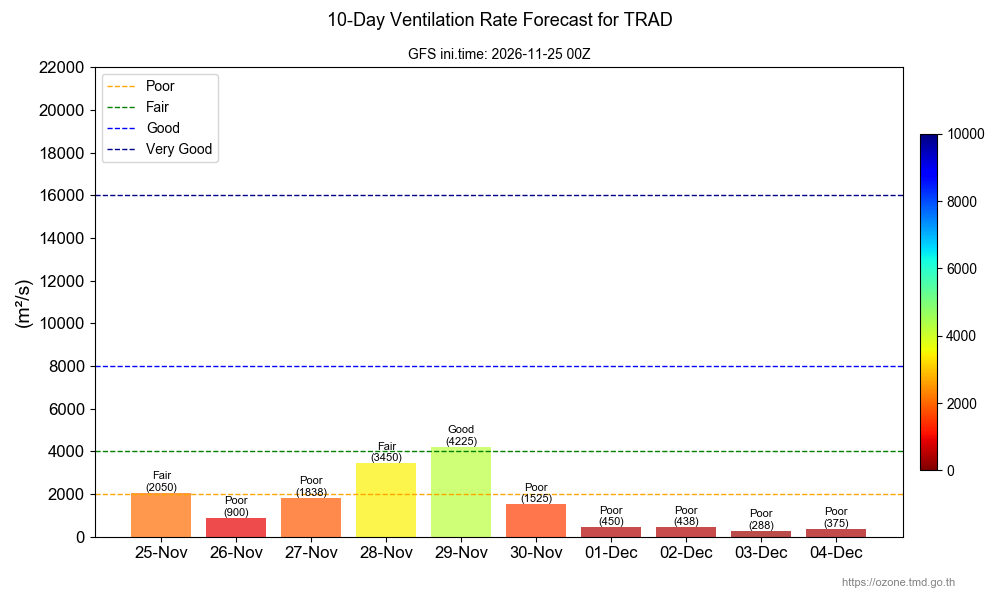 10-Day Ventilation Rate Forecast for TRAD
GFS ini.time: 2026-11-25 00Z
22000
20000
18000
16000
14000
12000
10000
8000
6000
4000
2000
0
(m²/s)
Poor
Fair
Good
Very Good
Fair
(2050)
Poor
(900)
Poor
(1838)
Fair
(3450)
Good
(4225)
Poor
(1525)
Poor
(450)
Poor
(438)
Poor
(288)
Poor
(375)
25-Nov
26-Nov
27-Nov
28-Nov
29-Nov
30-Nov
01-Dec
02-Dec
03-Dec
04-Dec
10000
8000
6000
4000
2000
0
https://ozone.tmd.go.th